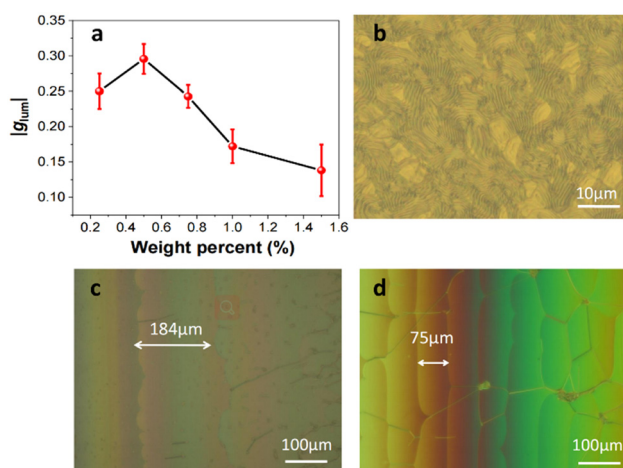 a
|glum|
0.35
0.30
0.25
0.20
0.15
0.10
0.2 0.4 0.6 0.8 1.0 1.2 1.4 1.6
Weight percent (%)
b
10μm
c
184μm
100μm
d
75μm
100μm